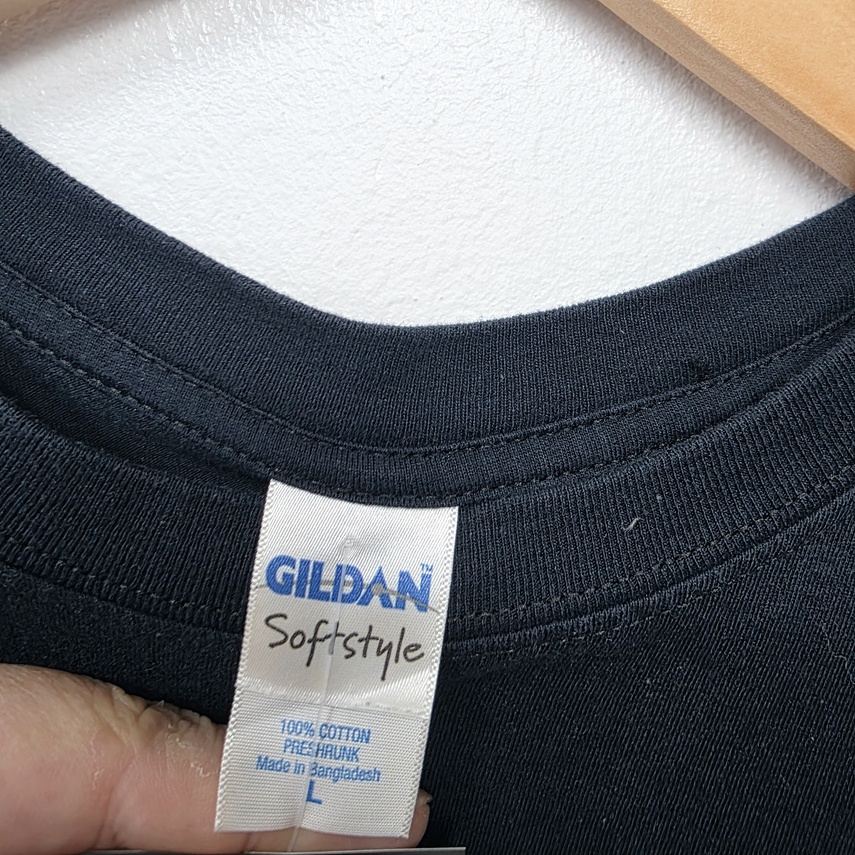 GILDAN™
Softstyle
100% COTTON
PRESHRUNK
Made in Bangladesh
L